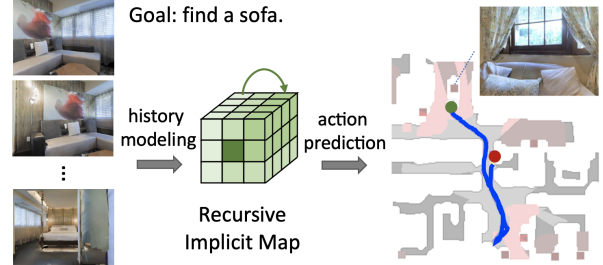 Goal: find a sofa.
history
modeling
action
prediction
Recursive
Implicit Map